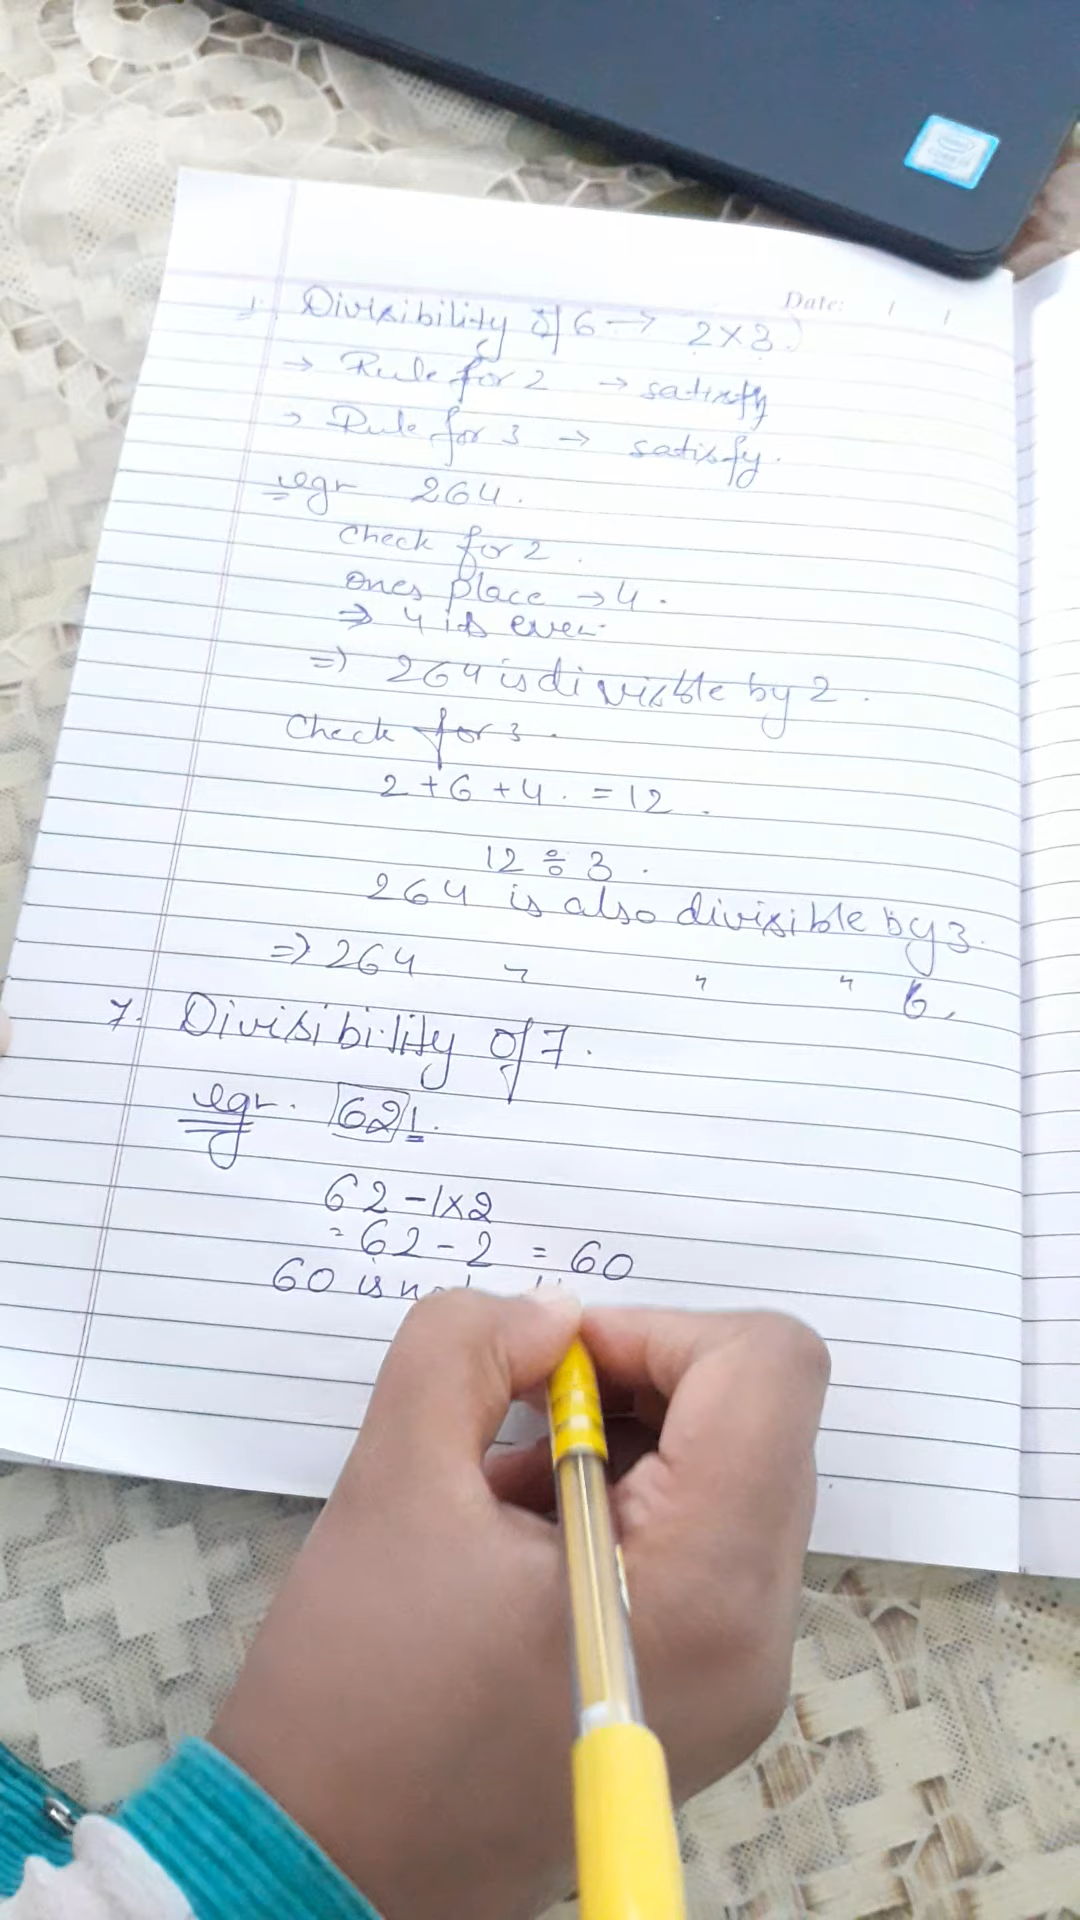 Date: / /
Divisibility of 6 → 2×3
→ Rule for 2 → satisfy
→ Rule for 3 → satisfy.
egr 264.
Check for 2.
Ones place → 4.
⇒ 4 is even.
⇒ 264 is divisible by 2.
Check for 3.
2+6+4. = 12.
12 ÷ 3.
264 is also divisible by 3.
⇒ 264 " " " 6.
7. Divisibility of 7.
egr. 621.
62 - 1×2
= 62 - 2 = 60
60 is